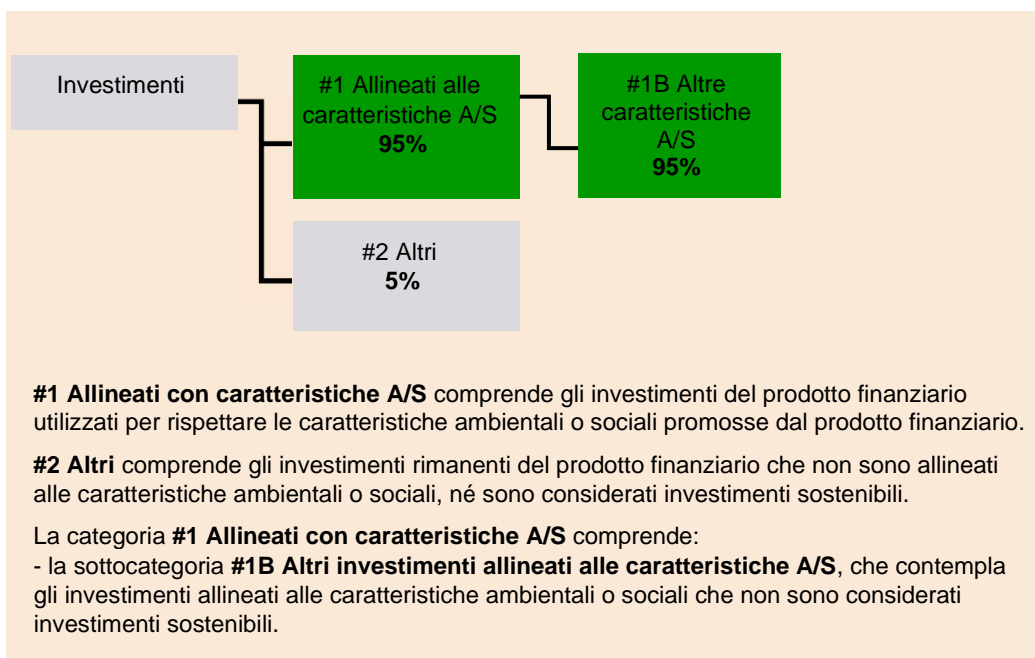 Investimenti
#1 Allineati alle
caratteristiche A/S
95%
#1B Altre
caratteristiche
A/S
95%
#2 Altri
5%
#1 Allineati con caratteristiche A/S comprende gli investimenti del prodotto finanziario
utilizzati per rispettare le caratteristiche ambientali o sociali promosse dal prodotto finanziario.
#2 Altri comprende gli investimenti rimanenti del prodotto finanziario che non sono allineati
alle caratteristiche ambientali o sociali, né sono considerati investimenti sostenibili.
La categoria #1 Allineati con caratteristiche A/S comprende:
- la sottocategoria #1B Altri investimenti allineati alle caratteristiche A/S, che contempla
gli investimenti allineati alle caratteristiche ambientali o sociali che non sono considerati
investimenti sostenibili.